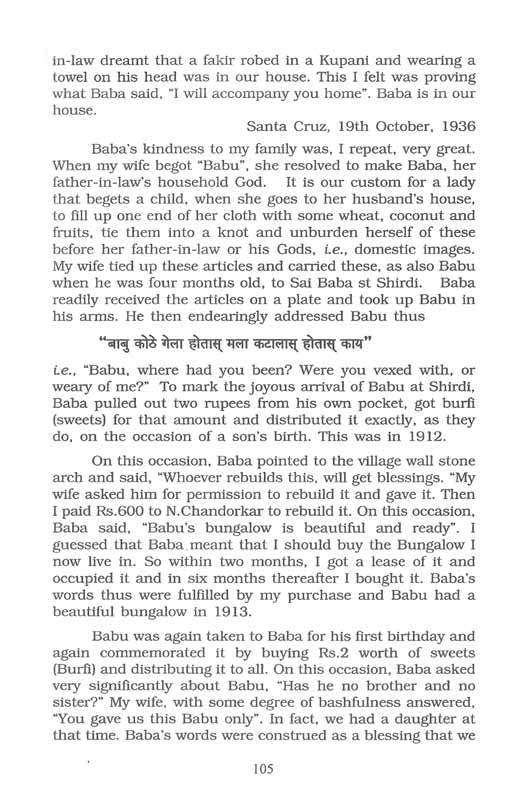 in-law dreamt that a fakir robed in a Kupani and wearing a
towel on his head was in our house. This I felt was proving
what Baba said, "I will accompany you home". Baba is in our
house.
Santa Cruz, 19th October, 1936
Baba's kindness to my family was, I repeat, very great.
When my wife begot "Babu", she resolved to make Baba, her
father-in-law's household God. It is our custom for a lady
that begets a child, when she goes to her husband's house,
to fill up one end of her cloth with some wheat, coconut and
fruits, tie them into a knot and unburden herself of these
before her father-in-law or his Gods, i.e., domestic images.
My wife tied up these articles and carried these, as also Babu
when he was four months old, to Sai Baba st Shirdi. Baba
readily received the articles on a plate and took up Babu in
his arms. He then endearingly addressed Babu thus
“बाबु कोठे गेला होतास् मला कटालास् होतास् काय”
i.e., "Babu, where had you been? Were you vexed with, or
weary of me?" To mark the joyous arrival of Babu at Shirdi,
Baba pulled out two rupees from his own pocket, got burfi
(sweets) for that amount and distributed it exactly, as they
do, on the occasion of a son's birth. This was in 1912.
On this occasion, Baba pointed to the village wall stone
arch and said, "Whoever rebuilds this, will get blessings. "My
wife asked him for permission to rebuild it and gave it. Then
I paid Rs.600 to N.Chandorkar to rebuild it. On this occasion,
Baba said, "Babu's bungalow is beautiful and ready". I
guessed that Baba meant that I should buy the Bungalow I
now live in. So within two months, I got a lease of it and
occupied it and in six months thereafter I bought it. Baba's
words thus were fulfilled by my purchase and Babu had a
beautiful bungalow in 1913.
Babu was again taken to Baba for his first birthday and
again commemorated it by buying Rs.2 worth of sweets
(Burfi) and distributing it to all. On this occasion, Baba asked
very significantly about Babu, "Has he no brother and no
sister?" My wife, with some degree of bashfulness answered,
"You gave us this Babu only". In fact, we had a daughter at
that time. Baba's words were construed as a blessing that we
105